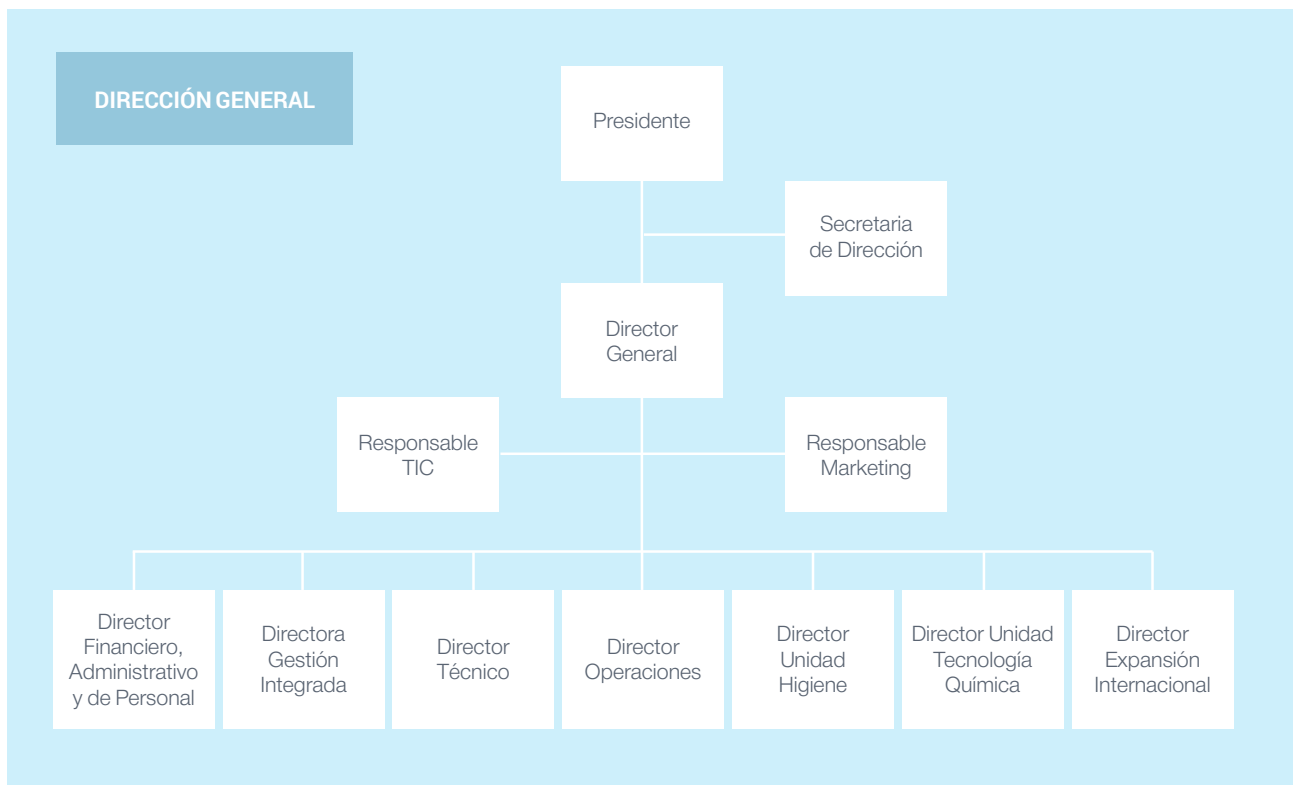 DIRECCIÓN GENERAL
Presidente
Secretaria
de Dirección
Director
General
Responsable
TIC
Responsable
Marketing
Director
Financiero,
Administrativo
y de Personal
Directora
Gestión
Integrada
Director
Técnico
Director
Operaciones
Director
Unidad
Higiene
Director Unidad
Tecnología
Química
Director
Expansión
Internacional